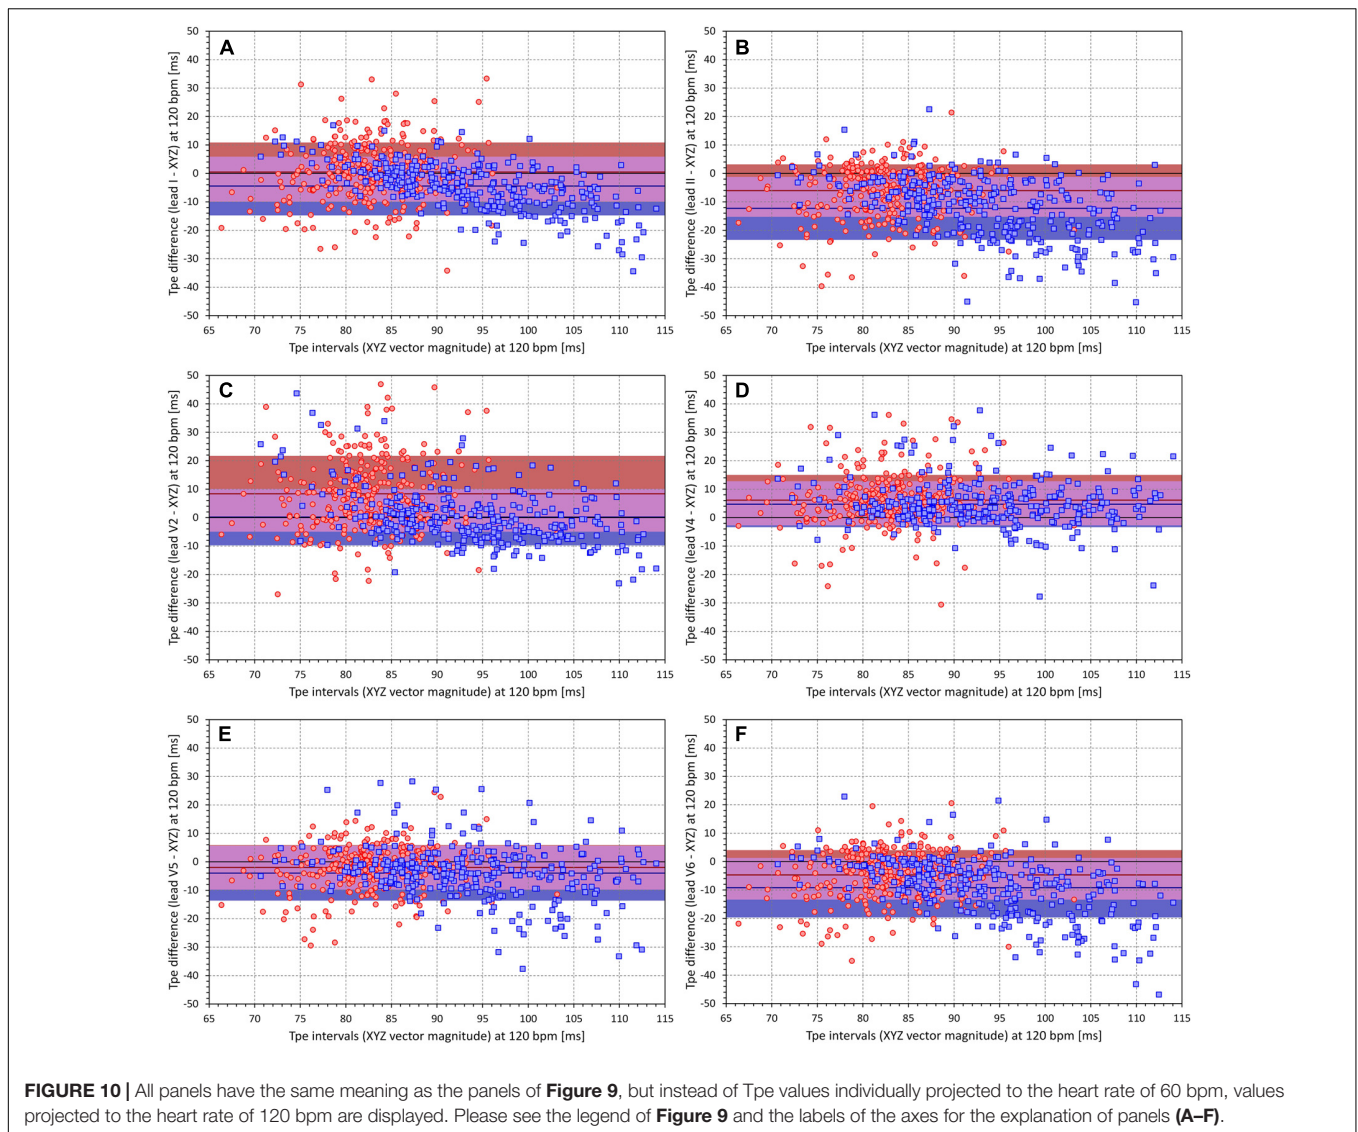 A
Tpe difference (lead I - XYZ) at 120 bpm [ms]
50
40
30
20
10
0
-10
-20
-30
-40
-50
65 70 75 80 85 90 95 100 105 110 115
Tpe intervals (XYZ vector magnitude) at 120 bpm [ms]
B
Tpe difference (lead II - XYZ) at 120 bpm [ms]
50
40
30
20
10
0
-10
-20
-30
-40
-50
65 70 75 80 85 90 95 100 105 110 115
Tpe intervals (XYZ vector magnitude) at 120 bpm [ms]
C
Tpe difference (lead V2 - XYZ) at 120 bpm [ms]
50
40
30
20
10
0
-10
-20
-30
-40
-50
65 70 75 80 85 90 95 100 105 110 115
Tpe intervals (XYZ vector magnitude) at 120 bpm [ms]
D
Tpe difference (lead V4 - XYZ) at 120 bpm [ms]
50
40
30
20
10
0
-10
-20
-30
-40
-50
65 70 75 80 85 90 95 100 105 110 115
Tpe intervals (XYZ vector magnitude) at 120 bpm [ms]
E
Tpe difference (lead V5 - XYZ) at 120 bpm [ms]
50
40
30
20
10
0
-10
-20
-30
-40
-50
65 70 75 80 85 90 95 100 105 110 115
Tpe intervals (XYZ vector magnitude) at 120 bpm [ms]
F
Tpe difference (lead V6 - XYZ) at 120 bpm [ms]
50
40
30
20
10
0
-10
-20
-30
-40
-50
65 70 75 80 85 90 95 100 105 110 115
Tpe intervals (XYZ vector magnitude) at 120 bpm [ms]
FIGURE 10 | All panels have the same meaning as the panels of Figure 9, but instead of Tpe values individually projected to the heart rate of 60 bpm, values
projected to the heart rate of 120 bpm are displayed. Please see the legend of Figure 9 and the labels of the axes for the explanation of panels (A–F).